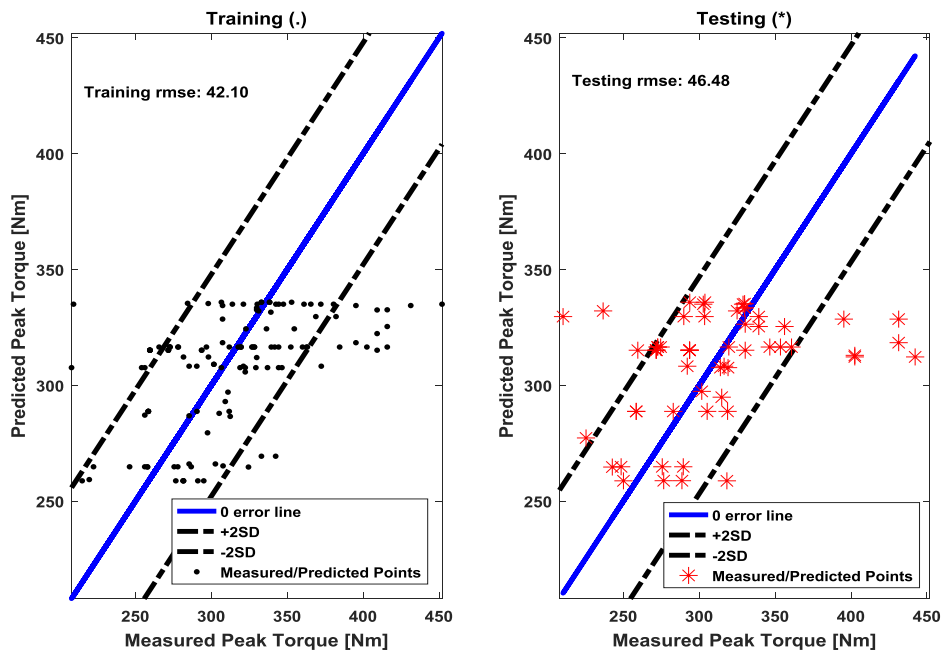 Training (.)
450
400
350
300
250
Predicted Peak Torque [Nm]
Training rmse: 42.10
0 error line
+2SD
-2SD
Measured/Predicted Points
250
300
350
400
450
Measured Peak Torque [Nm]
Testing (*)
450
400
350
300
250
Predicted Peak Torque [Nm]
Testing rmse: 46.48
0 error line
+2SD
-2SD
Measured/Predicted Points
250
300
350
400
450
Measured Peak Torque [Nm]